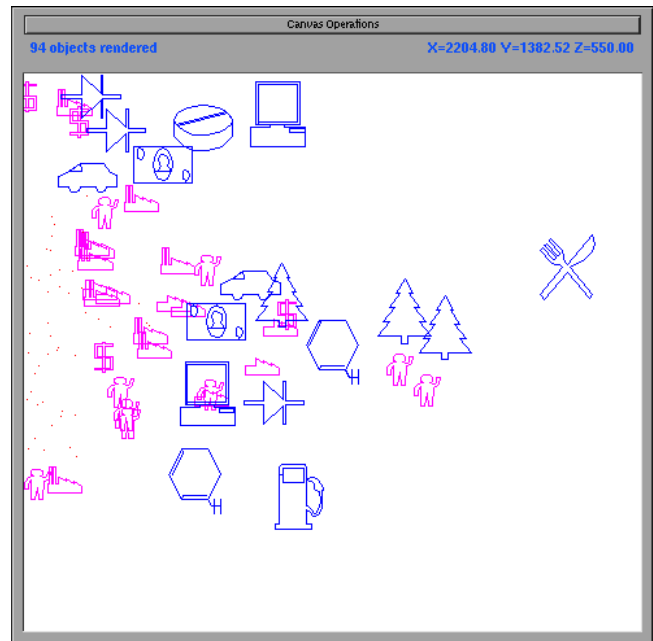 Canvas Operations
94 objects rendered
X=2204.80 Y=1382.52 Z=550.00
H
H